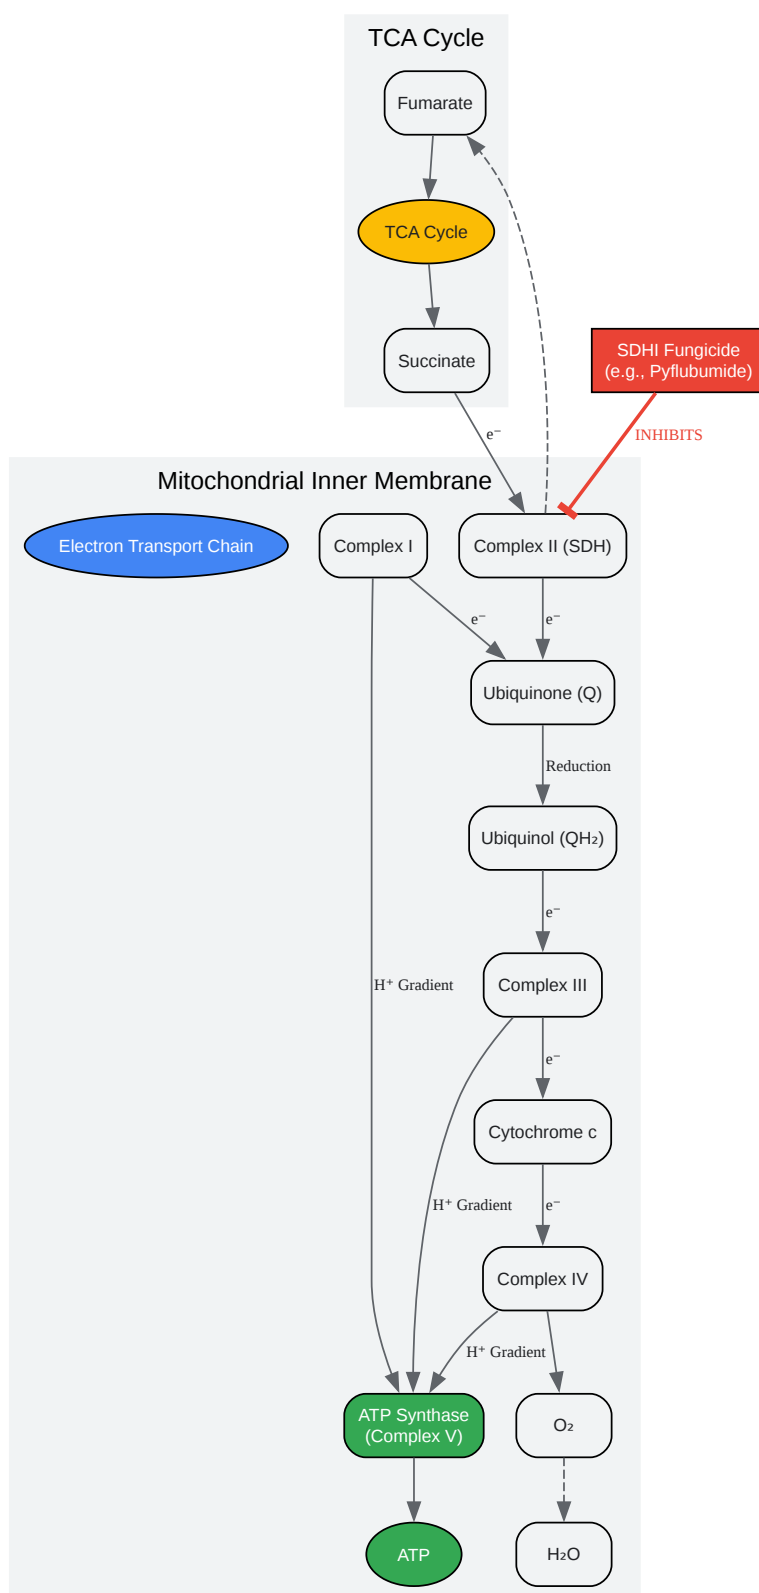 TCA Cycle
Fumarate
TCA Cycle
Succinate
SDHI Fungicide
(e.g., Pyflubumide)
e⁻
INHIBITS
Mitochondrial Inner Membrane
Electron Transport Chain
Complex I
Complex II (SDH)
e⁻
e⁻
Ubiquinone (Q)
Reduction
Ubiquinol (QH₂)
e⁻
H⁺ Gradient
Complex III
e⁻
Cytochrome c
H⁺ Gradient
e⁻
Complex IV
H⁺ Gradient
ATP Synthase
(Complex V)
O₂
ATP
H₂O